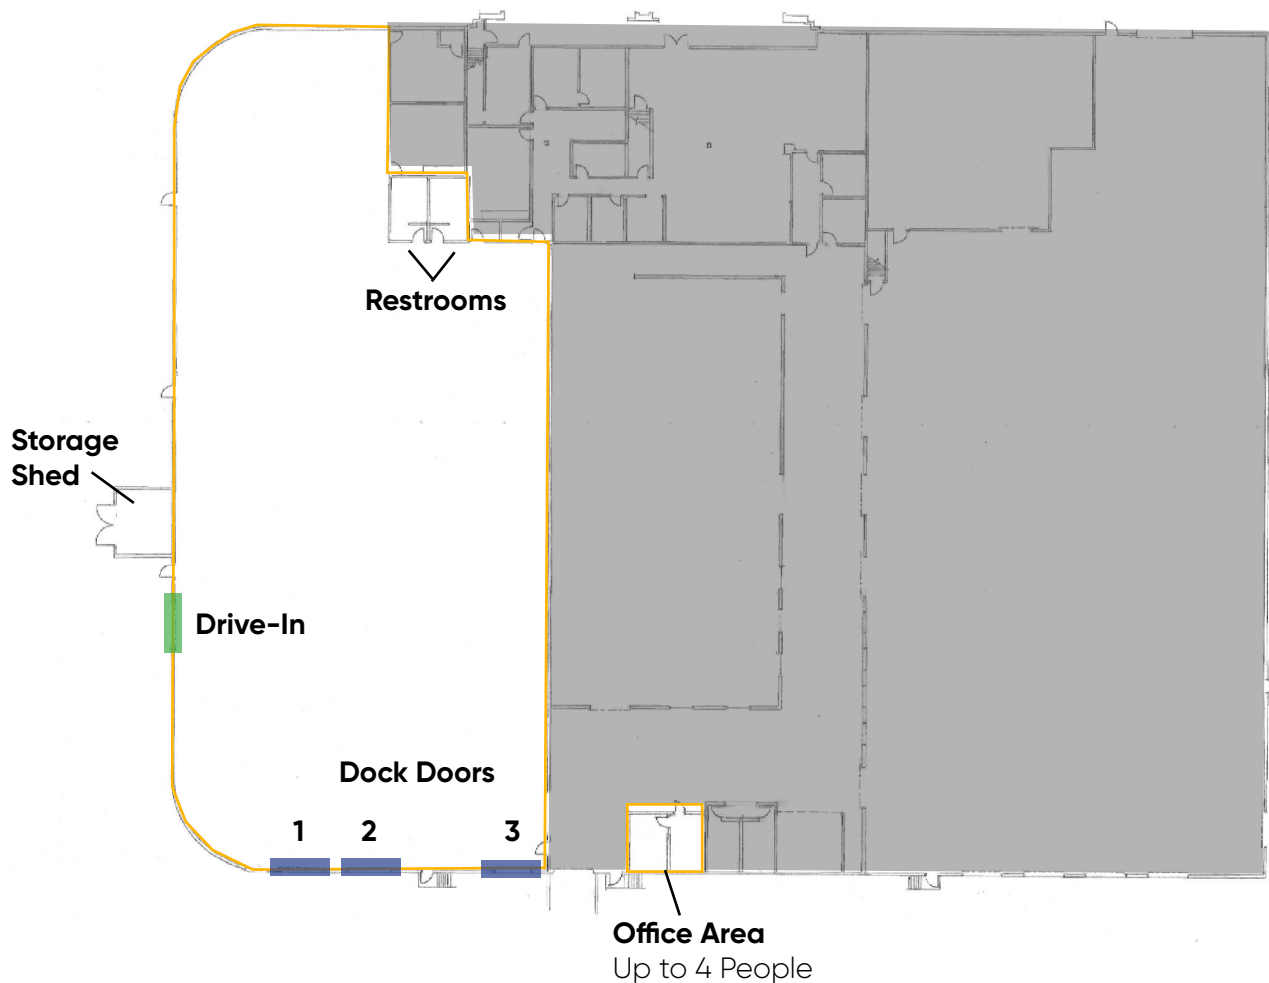 Restrooms
Storage
Shed
Drive-In
Dock Doors
1 2 3
Office Area
Up to 4 People